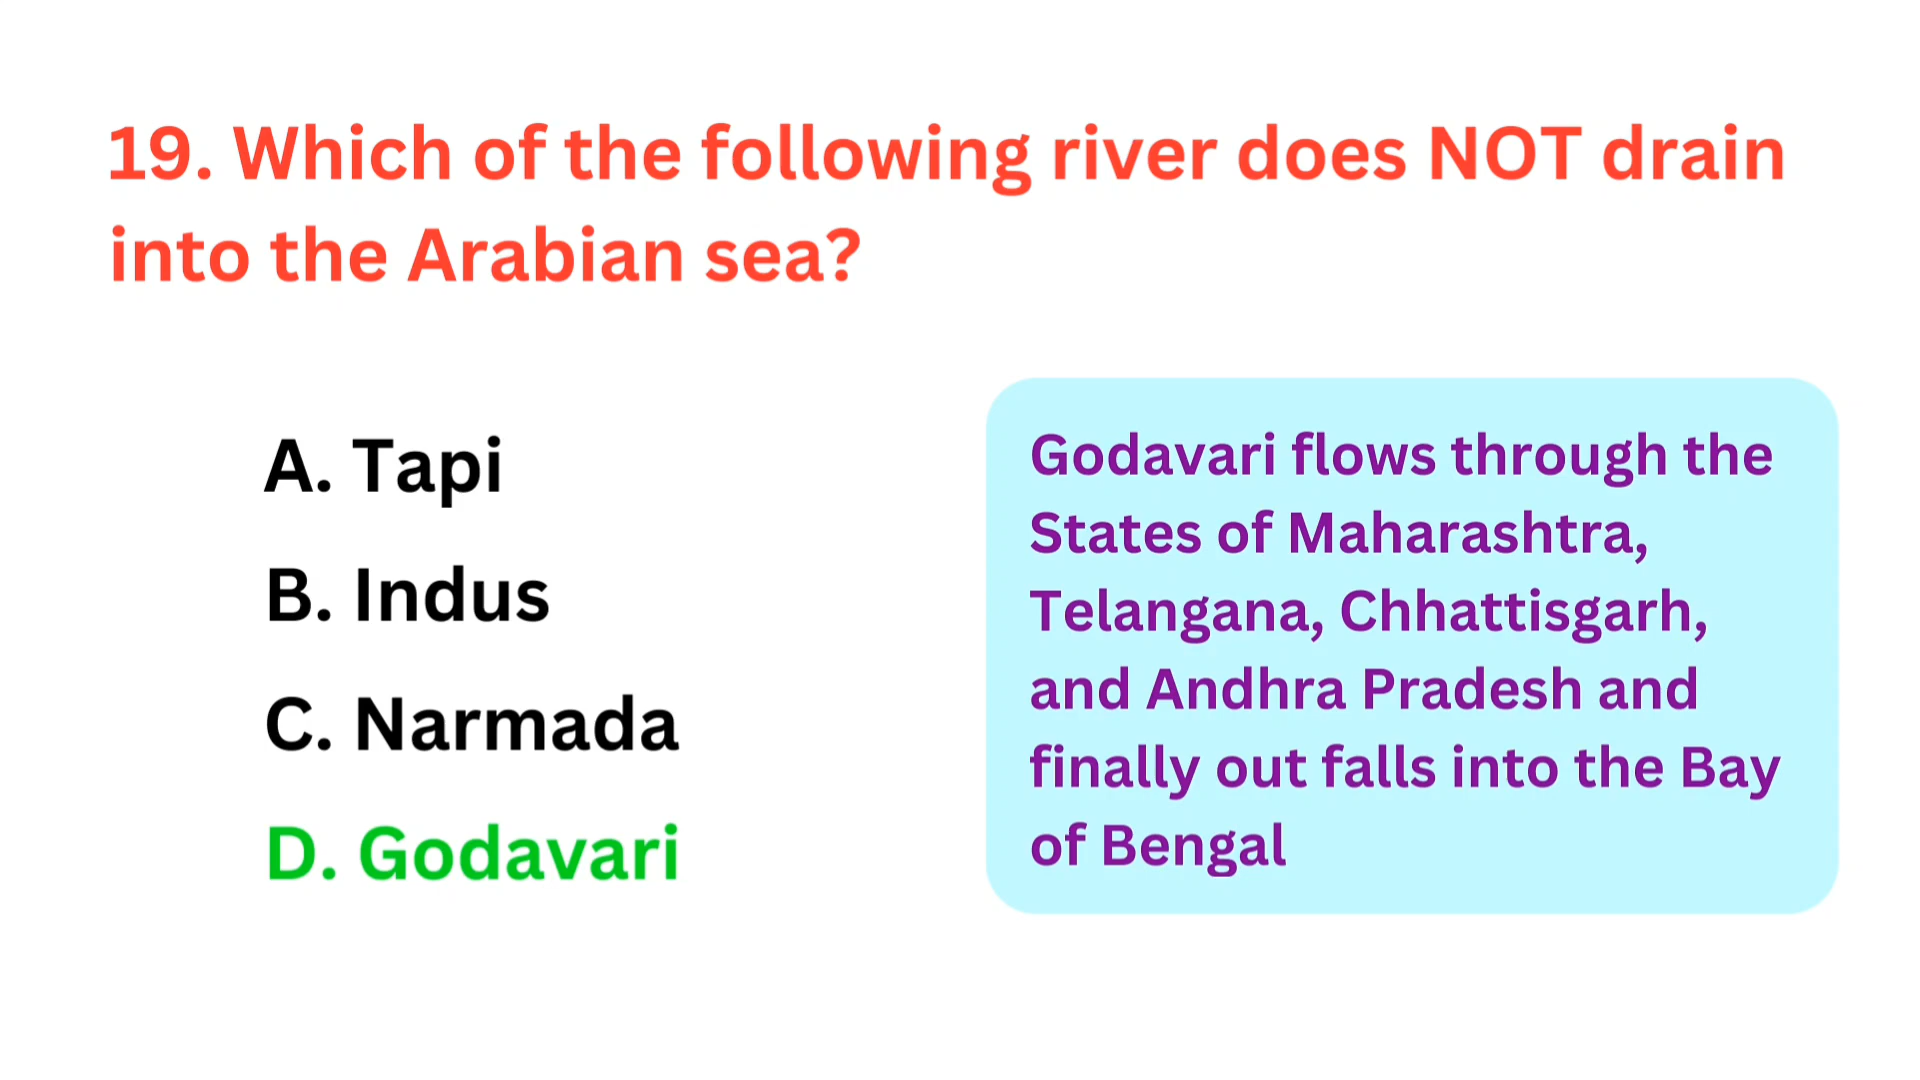 19. Which of the following river does NOT drain
into the Arabian sea?
A. Tapi
B. Indus
C. Narmada
D. Godavari
Godavari flows through the
States of Maharashtra,
Telangana, Chhattisgarh,
and Andhra Pradesh and
finally out falls into the Bay
of Bengal